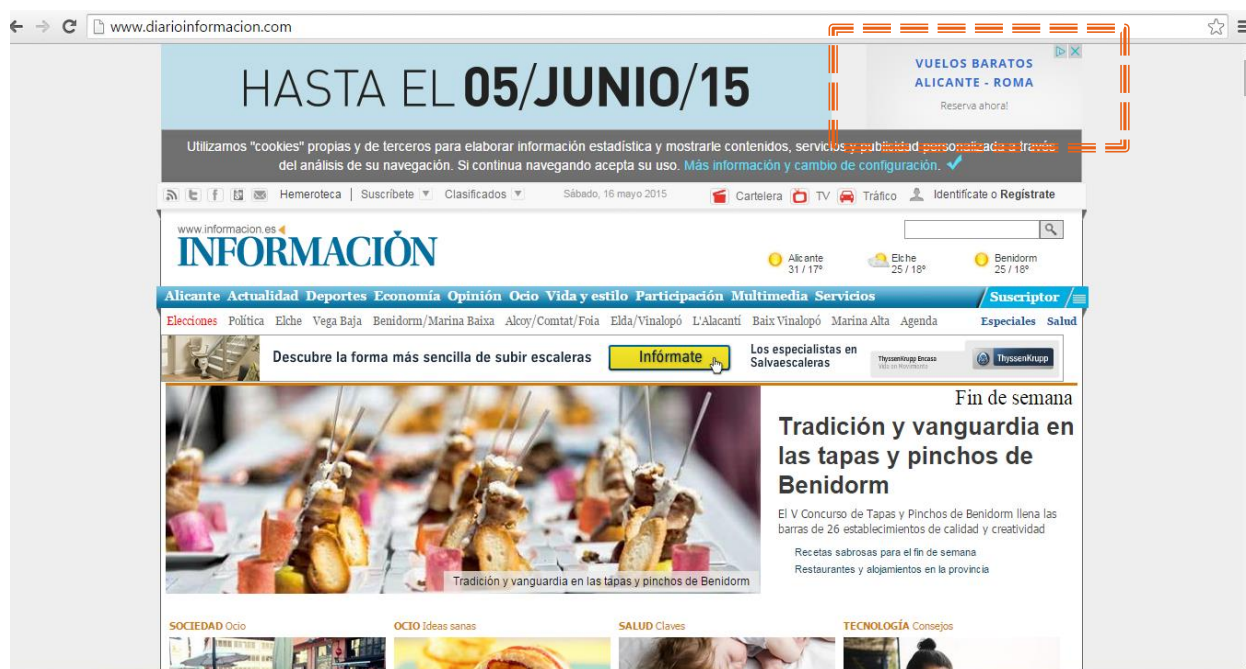 www.diarioinformacion.com
HASTA EL 05/JUNIO/15
VUELOS BARATOS
ALICANTE - ROMA
Reserva ahora!
Utilizamos "cookies" propias y de terceros para elaborar información estadística y mostrarle contenidos, servicios y publicidad personalizada a través
del análisis de su navegación. Si continua navegando acepta su uso. Más información y cambio de configuración.
Hemeroteca | Suscríbete Clasificados Sábado, 16 mayo 2015 Cartelera TV Tráfico Identifícate o Regístrate
www.informacion.es
INFORMACIÓN
Alicante Elche Benidorm
31 / 17º 25 / 18º 25 / 18º
Alicante Actualidad Deportes Economía Opinión Ocio Vida y estilo Participación Multimedia Servicios Suscriptor
Elecciones Política Elche Vega Baja Benidorm/Marina Baixa Alcoy/Comtat/Foia Elda/Vinalopó L'Alacantí Baix Vinalopó Marina Alta Agenda Especiales Salud
Descubre la forma más sencilla de subir escaleras Infórmate Los especialistas en
Salvaescaleras
ThyssenKrupp Encasa ThyssenKrupp
Fin de semana
Tradición y vanguardia en
las tapas y pinchos de
Benidorm
El V Concurso de Tapas y Pinchos de Benidorm llena las
barras de 26 establecimientos de calidad y creatividad
Recetas sabrosas para el fin de semana
Restaurantes y alojamientos en la provincia
Tradición y vanguardia en las tapas y pinchos de Benidorm
SOCIEDAD Ocio OCIO Ideas sanas SALUD Claves TECNOLOGÍA Consejos